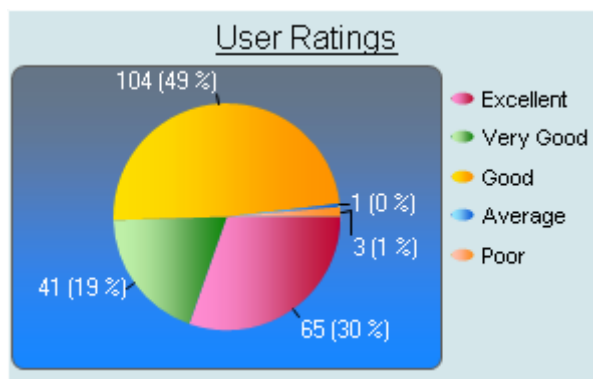 User Ratings
104 (49 %)
1 (0 %)
3 (1 %)
41 (19 %)
65 (30 %)
Excellent
Very Good
Good
Average
Poor